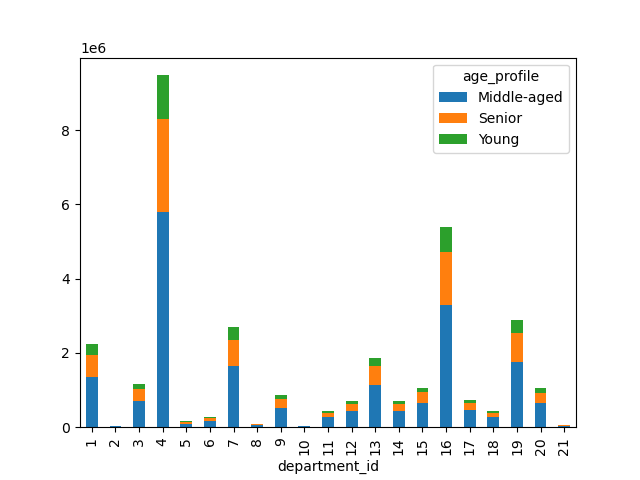 1e6
8
6
4
2
0
age_profile
Middle-aged
Senior
Young
1 2 3 4 5 6 7 8 9 10 11 12 13 14 15 16 17 18 19 20 21
department_id